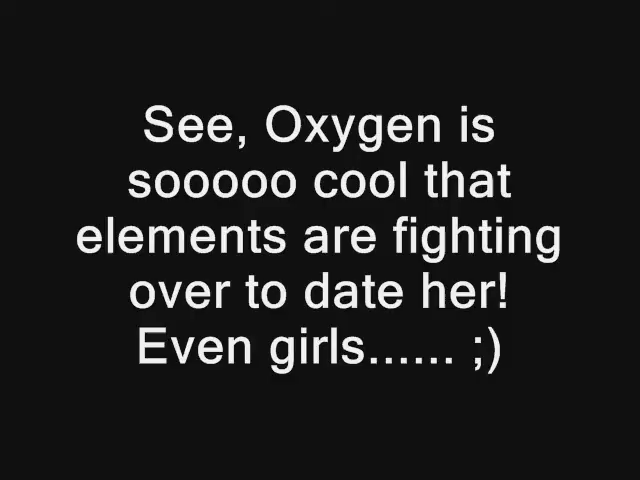 See, Oxygen is
sooooo cool that
elements are fighting
over to date her!
Even girls...... ;)